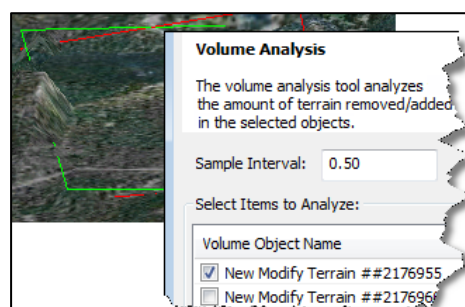 Volume Analysis
The volume analysis tool analyzes
the amount of terrain removed/added
in the selected objects.
Sample Interval: 0.50
Select Items to Analyze:
Volume Object Name
New Modify Terrain ##2176955
New Modify Terrain